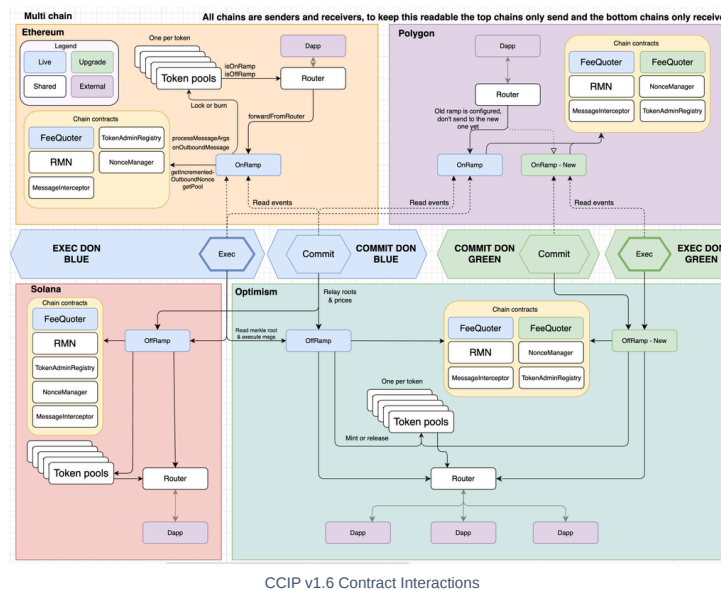 Multi chain
All chains are senders and receivers, to keep this readable the top chains only send and the bottom chains only receive
Ethereum
Legend
Live
Upgrade
Shared
External
One per token
Token pools
isOnRamp
isOffRamp
Dapp
Router
Lock or burn
forwardFromRouter
Chain contracts
FeeQuoter
TokenAdminRegistry
RMN
NonceManager
MessageInterceptor
processMessageArgs
onOutboundMessage
getIncremented-
OutboundNonce
getPool
OnRamp
Read events
Polygon
Dapp
Router
Old ramp is configured,
don't send to the new
one yet
OnRamp
OnRamp - New
Chain contracts
FeeQuoter
FeeQuoter
RMN
NonceManager
MessageInterceptor
TokenAdminRegistry
Read events
Read events
EXEC DON
BLUE
Exec
Commit
COMMIT DON
BLUE
COMMIT DON
GREEN
Commit
Exec
EXEC DON
GREEN
Relay roots
& prices
Read merkle root
& execute msgs
Solana
Chain contracts
FeeQuoter
RMN
TokenAdminRegistry
NonceManager
MessageInterceptor
OffRamp
Token pools
Router
Dapp
Optimism
OffRamp
Chain contracts
FeeQuoter
FeeQuoter
RMN
NonceManager
MessageInterceptor
TokenAdminRegistry
OffRamp - New
One per token
Token pools
Mint or release
Router
Dapp
Dapp
Dapp
CCIP v1.6 Contract Interactions